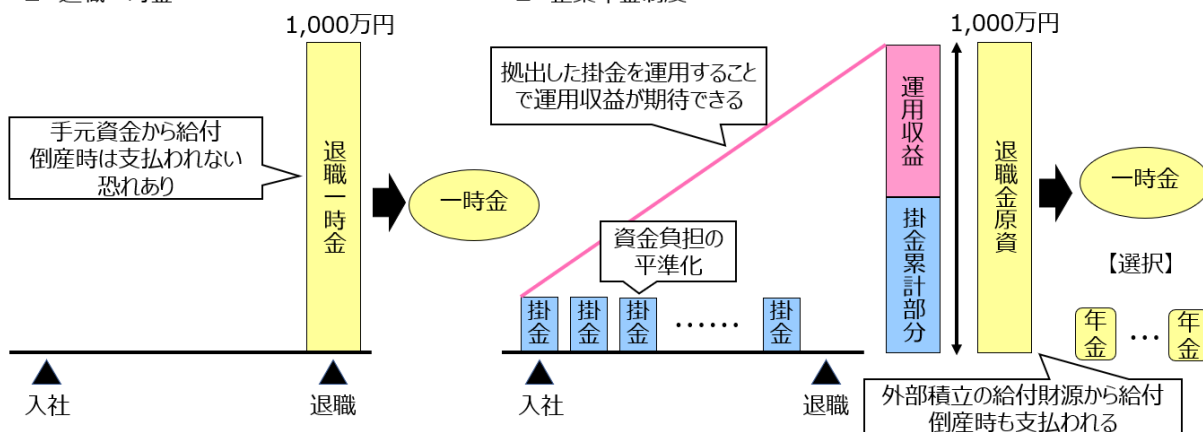 1,000万円
手元資金から給付
倒産時は支払われない
恐れあり
退職一時金
一時金
入社
退職
1,000万円
拠出した掛金を運用すること
で運用収益が期待できる
資金負担の
平準化
掛金
掛金
掛金
……
掛金
運用収益
掛金累計部分
退職金原資
一時金
【選択】
年金
…
年金
入社
退職
外部積立の給付財源から給付
倒産時も支払われる